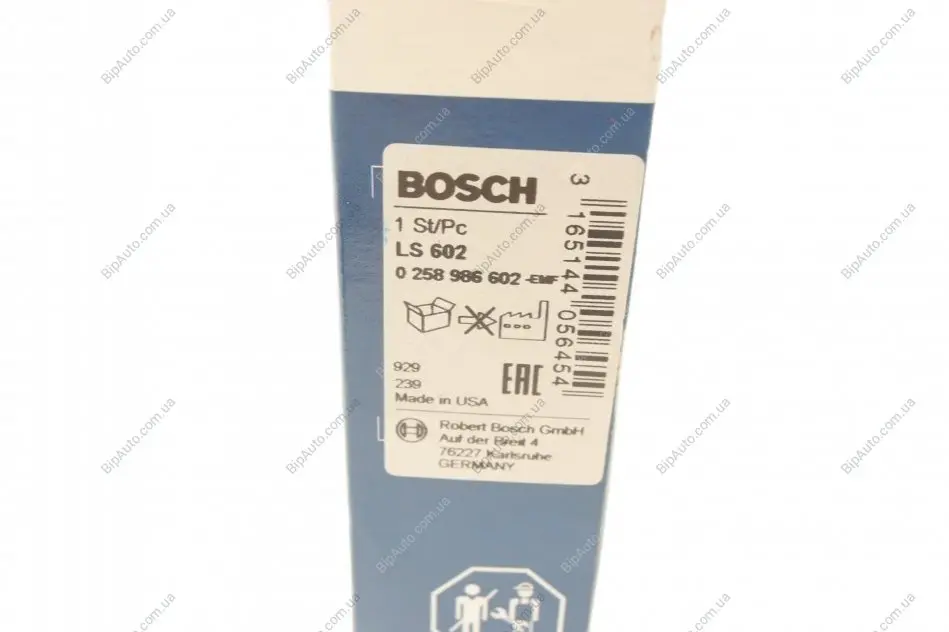 BOSCH
1 St/Pc
LS 602
0 258 986 602
929
239
Made in USA
EAC
Robert Bosch GmbH
Auf der Breit 4
76227 Karlsruhe
GERMANY
3 165144 056454
BipAuto.com.ua